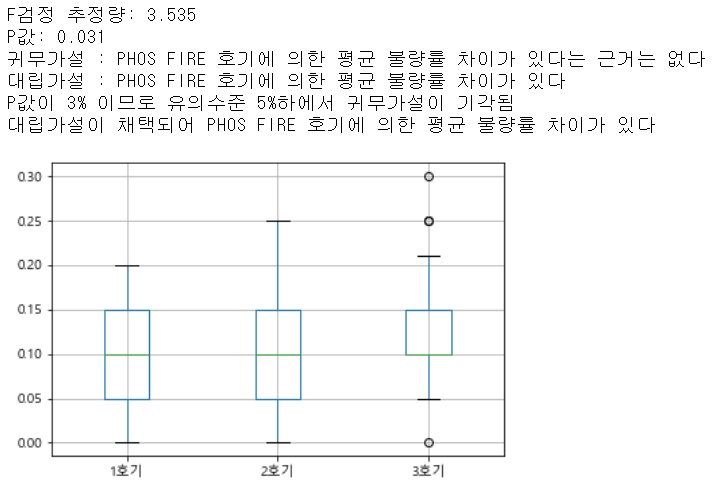 F검정 추정량: 3.535
P값: 0.031
귀무가설 : PHOS FIRE 호기에 의한 평균 불량률 차이가 있다는 근거는 없다
대립가설 : PHOS FIRE 호기에 의한 평균 불량률 차이가 있다
P값이 3% 이므로 유의수준 5%하에서 귀무가설이 기각됨
대립가설이 채택되어 PHOS FIRE 호기에 의한 평균 불량률 차이가 있다
0.30
0.25
0.20
0.15
0.10
0.05
0.00
1호기 2호기 3호기